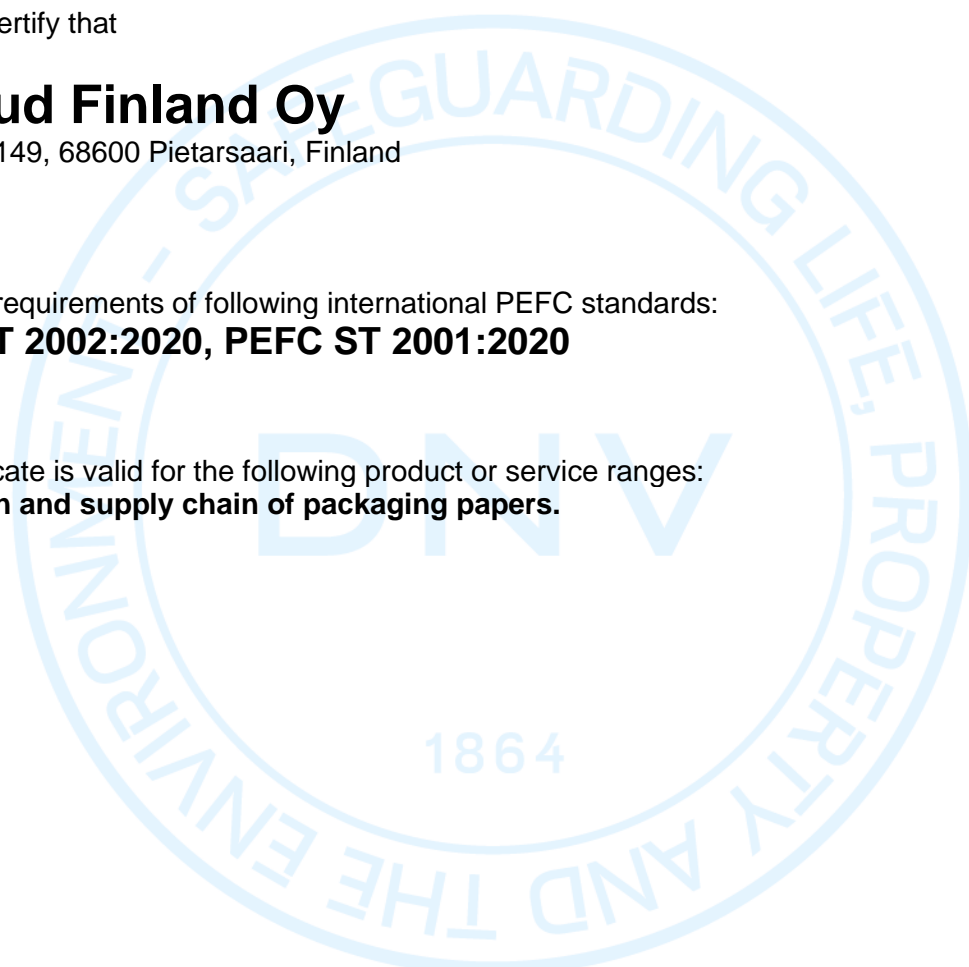 ertify that
ud Finland Oy
149, 68600 Pietarsaari, Finland
requirements of following international PEFC standards:
T 2002:2020, PEFC ST 2001:2020
cate is valid for the following product or service ranges:
n and supply chain of packaging papers.
SAFEGUARDING LIFE, PROPERTY AND THE ENVIRONMENT -
DNV
1864